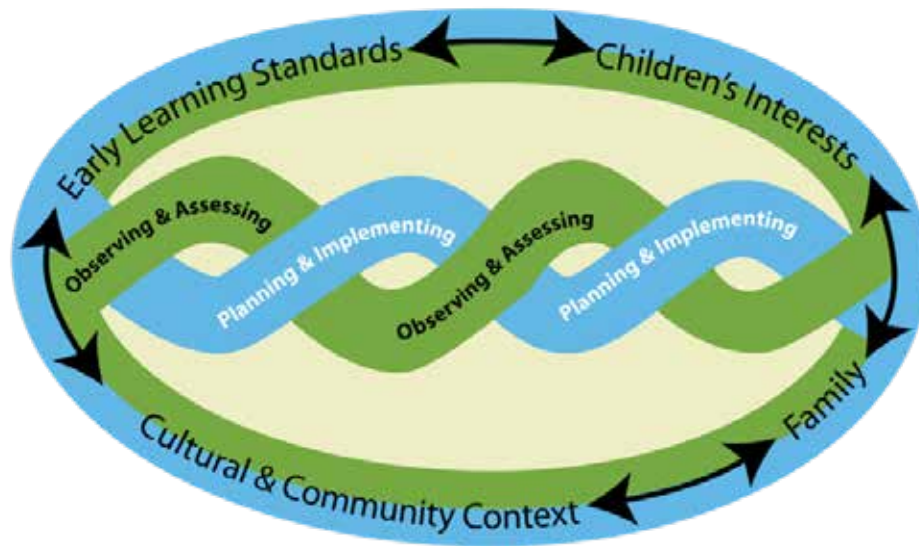 Early Learning Standards
Children's Interests
Observing & Assessing
Planning & Implementing
Observing & Assessing
Planning & Implementing
Family
Cultural & Community Context